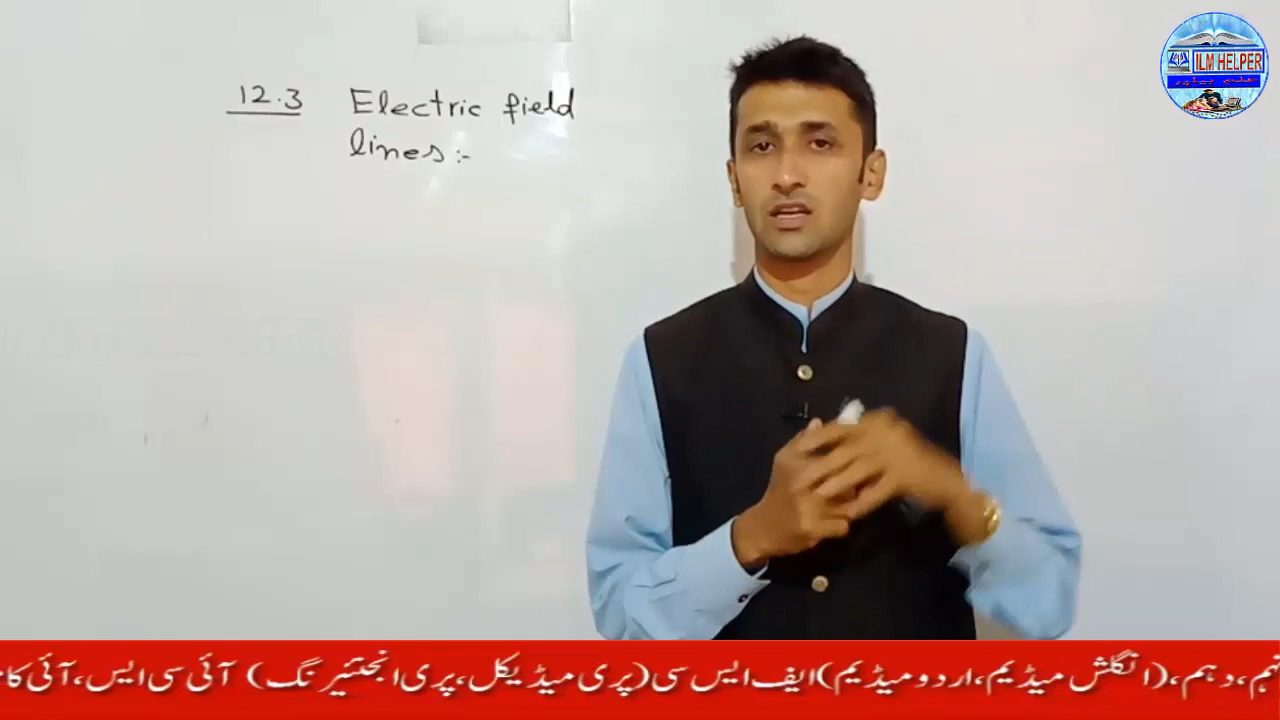 12.3 Electric field
lines:-
ILM HELPER
نہم، دہم، (انگلش میڈیم، اردو میڈیم) ایف ایس سی (پری میڈیکل، پری انجنئیرنگ) آئی سی ایس، آئی کا